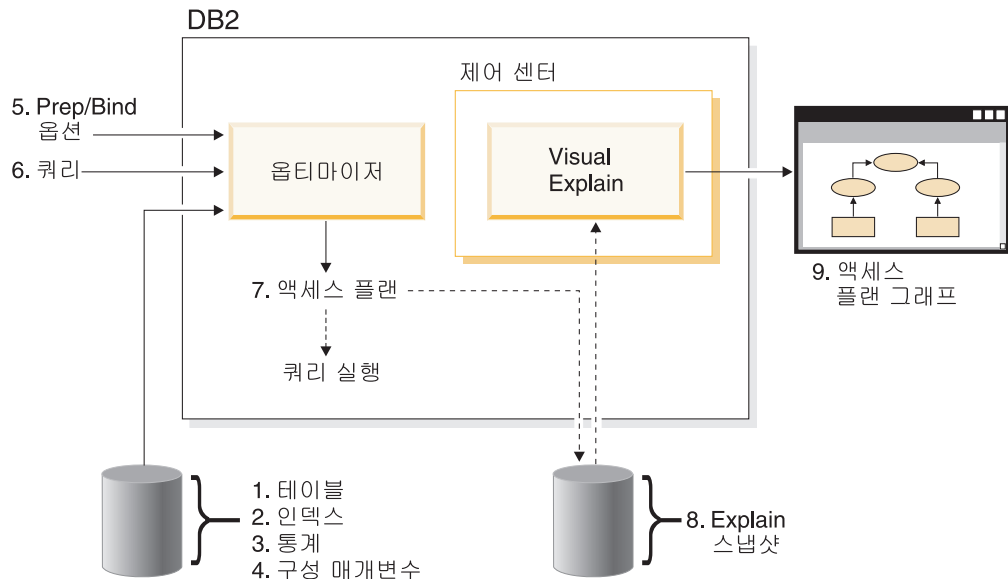 DB2
제어 센터
5. Prep/Bind
옵션
6. 쿼리
옵티마이저
Visual
Explain
7. 액세스 플랜
쿼리 실행
9. 액세스
플랜 그래프
1. 테이블
2. 인덱스
3. 통계
4. 구성 매개변수
8. Explain
스냅샷